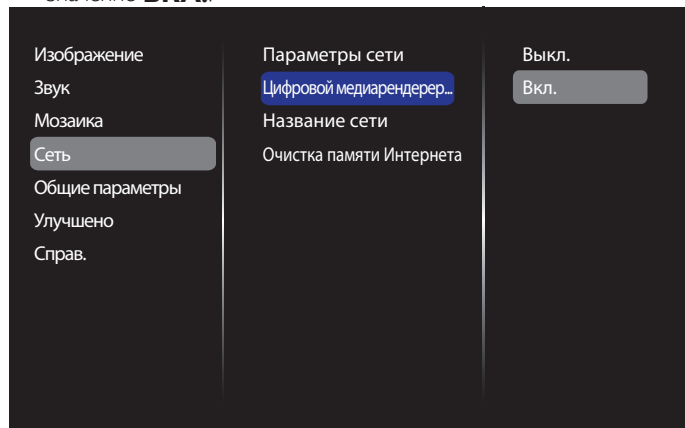 Изображение
Звук
Мозаика
Сеть
Общие параметры
Улучшено
Справ.
Параметры сети
Цифровой медиарендерер...
Название сети
Очистка памяти Интернета
Выкл.
Вкл.